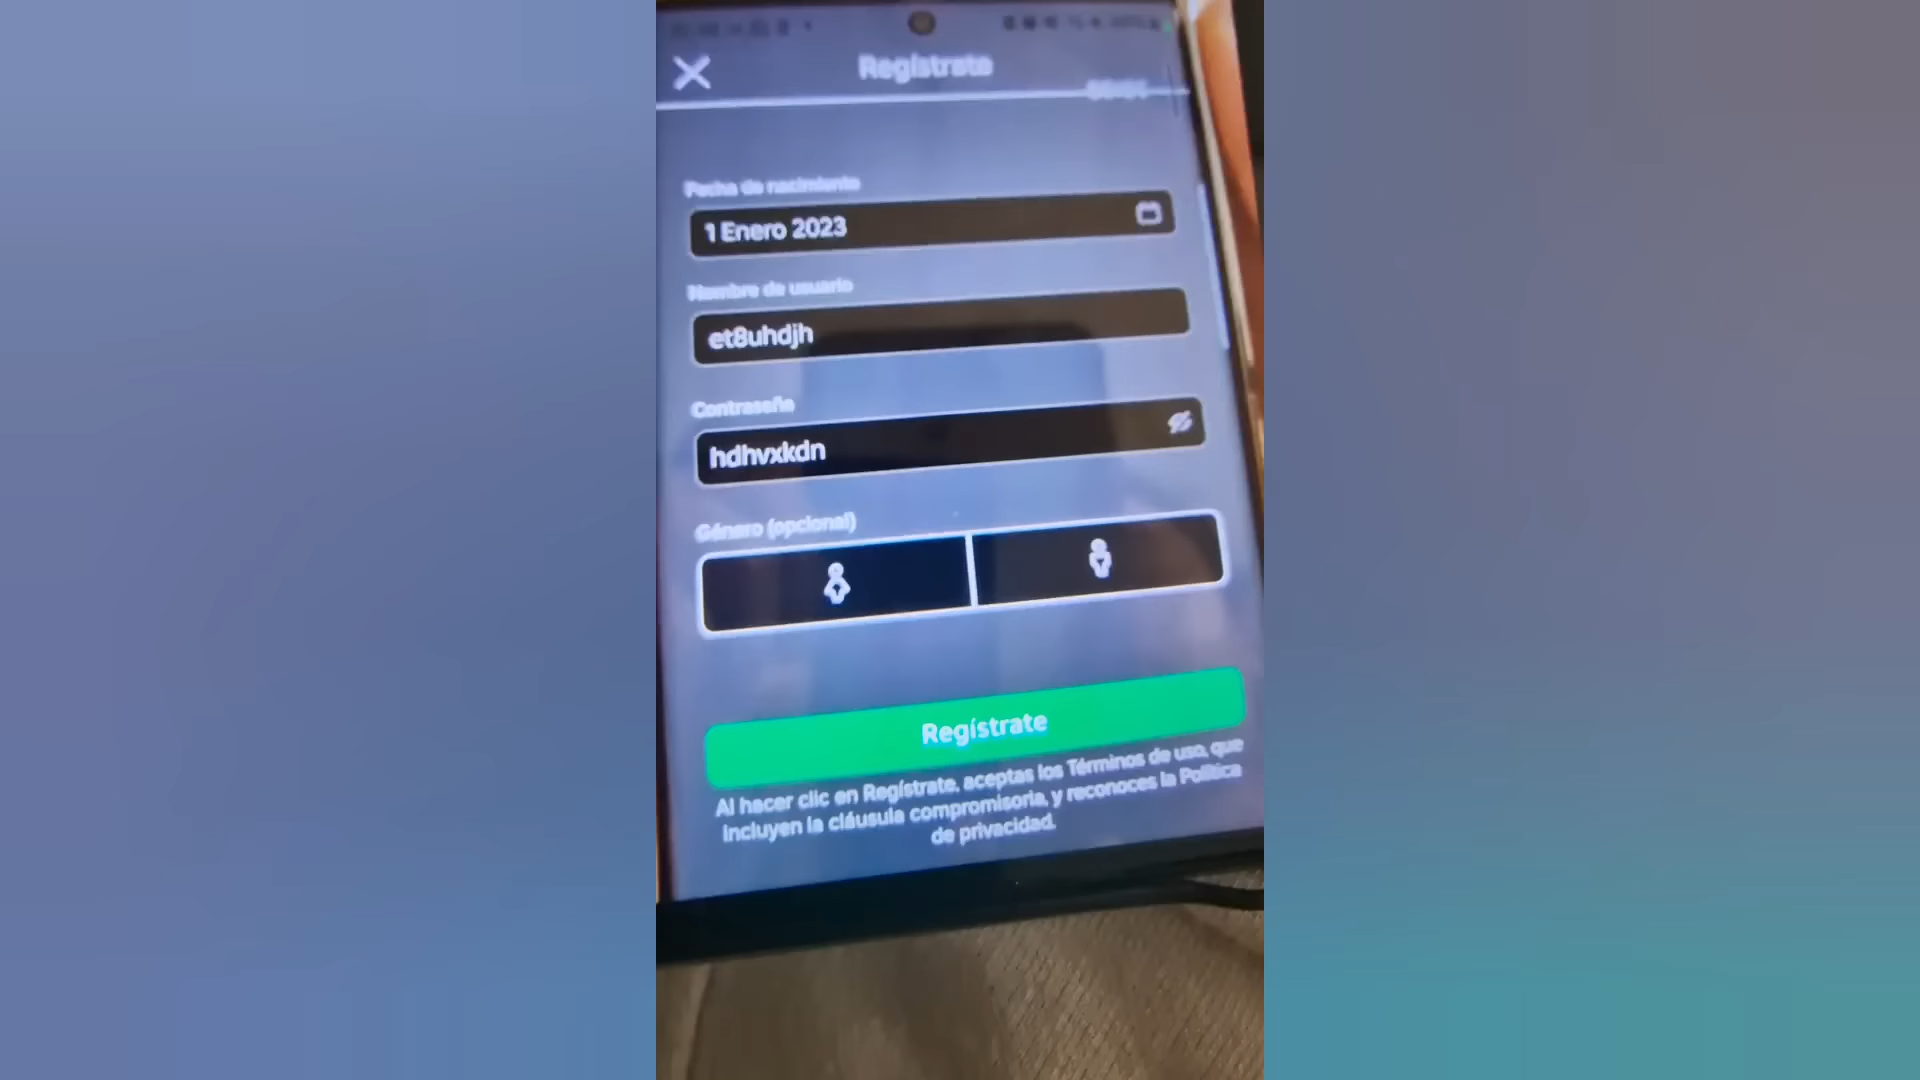 Regístrate
Fecha de nacimiento
1 Enero 2023
Nombre de usuario
et8uhdjh
Contraseña
hdhvxkdn
Género (opcional)
Regístrate
Al hacer clic en Regístrate, aceptas los Términos de uso, que
incluyen la cláusula compromisoria, y reconoces la Política
de privacidad.